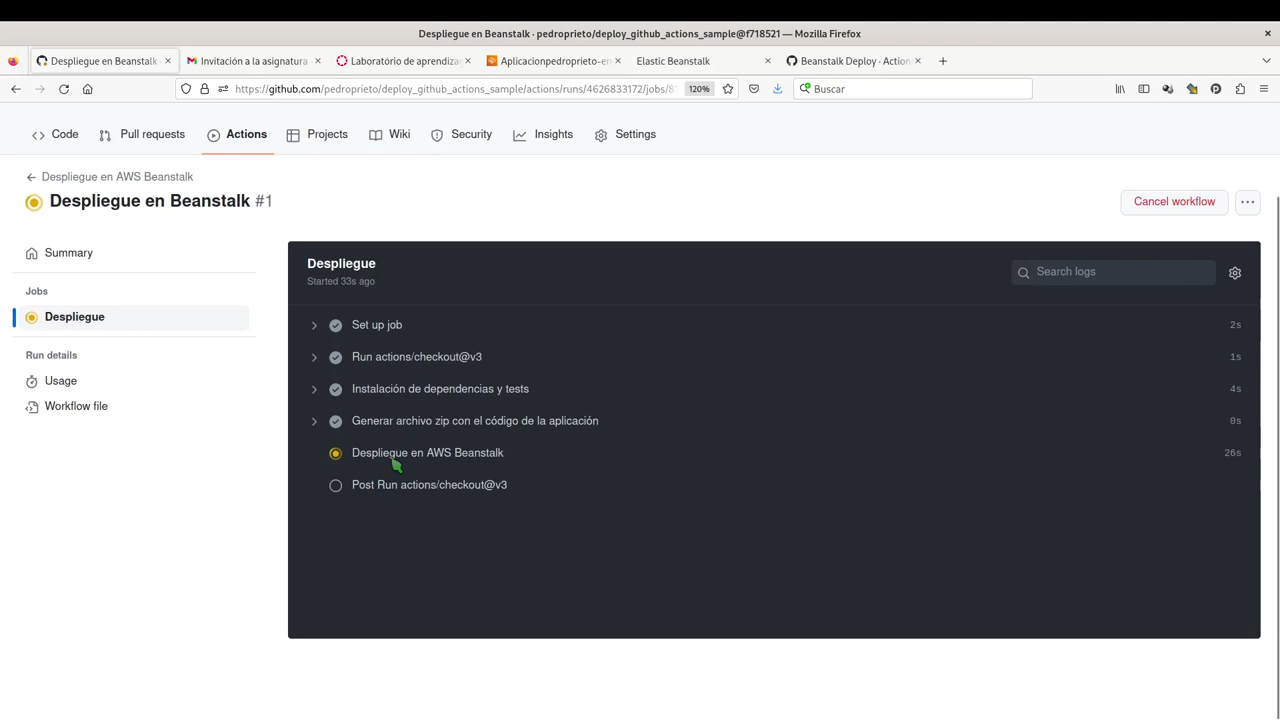 Despliegue en Beanstalk · pedroprieto/deploy_github_actions_sample@f718521 — Mozilla Firefox
Despliegue en Beanstalk
Invitación a la asignatura
Laboratório de aprendiza
Aplicacionpedroprieto-en
Elastic Beanstalk
Beanstalk Deploy · Action
https://github.com/pedroprieto/deploy_github_actions_sample/actions/runs/4626833172/jobs/8
120%
Buscar
Code
Pull requests
Actions
Projects
Wiki
Security
Insights
Settings
Despliegue en AWS Beanstalk
Despliegue en Beanstalk #1
Cancel workflow
Summary
Jobs
Despliegue
Run details
Usage
Workflow file
Despliegue
Started 33s ago
Search logs
Set up job 2s
Run actions/checkout@v3 1s
Instalación de dependencias y tests 4s
Generar archivo zip con el código de la aplicación 0s
Despliegue en AWS Beanstalk 26s
Post Run actions/checkout@v3